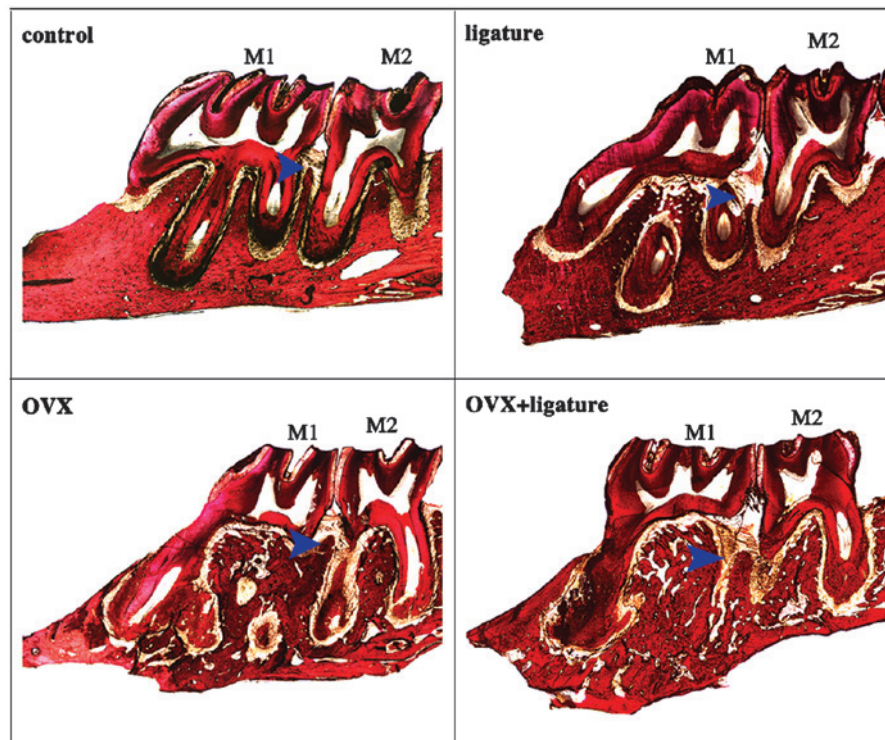 control
M1
M2
ligature
M1
M2
OVX
M1
M2
OVX+ligature
M1
M2